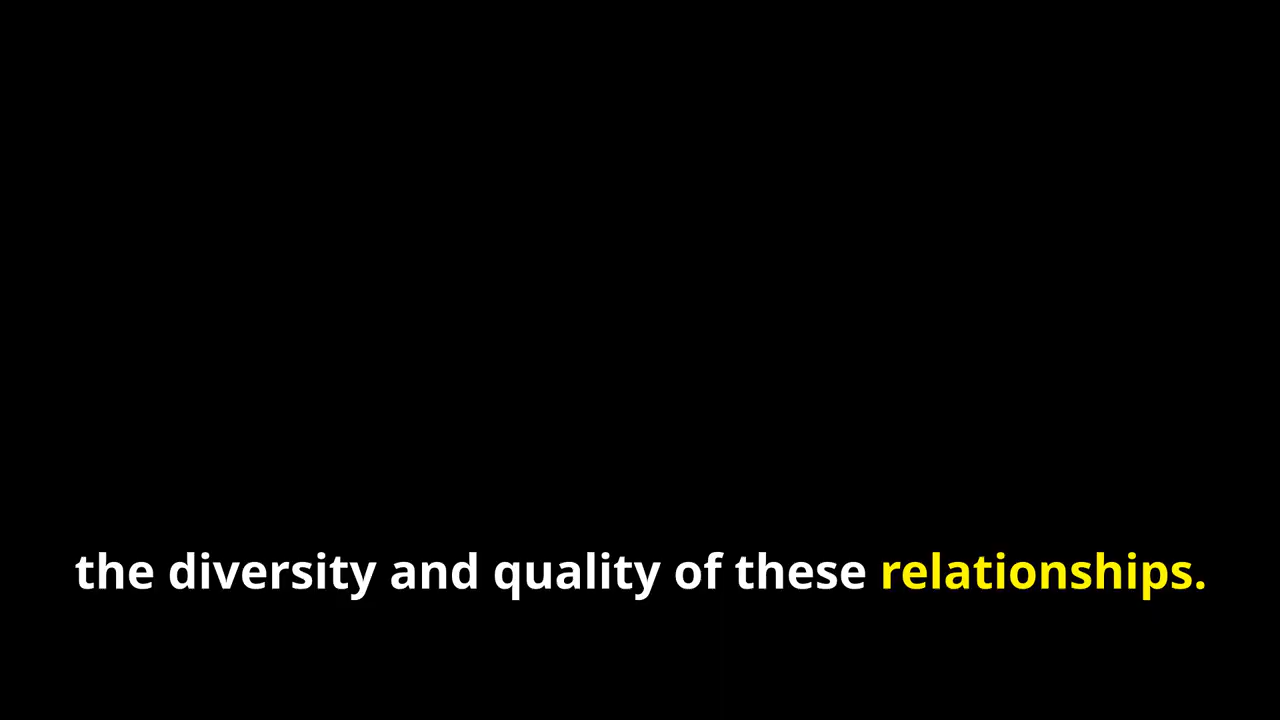 the diversity and quality of these relationships.